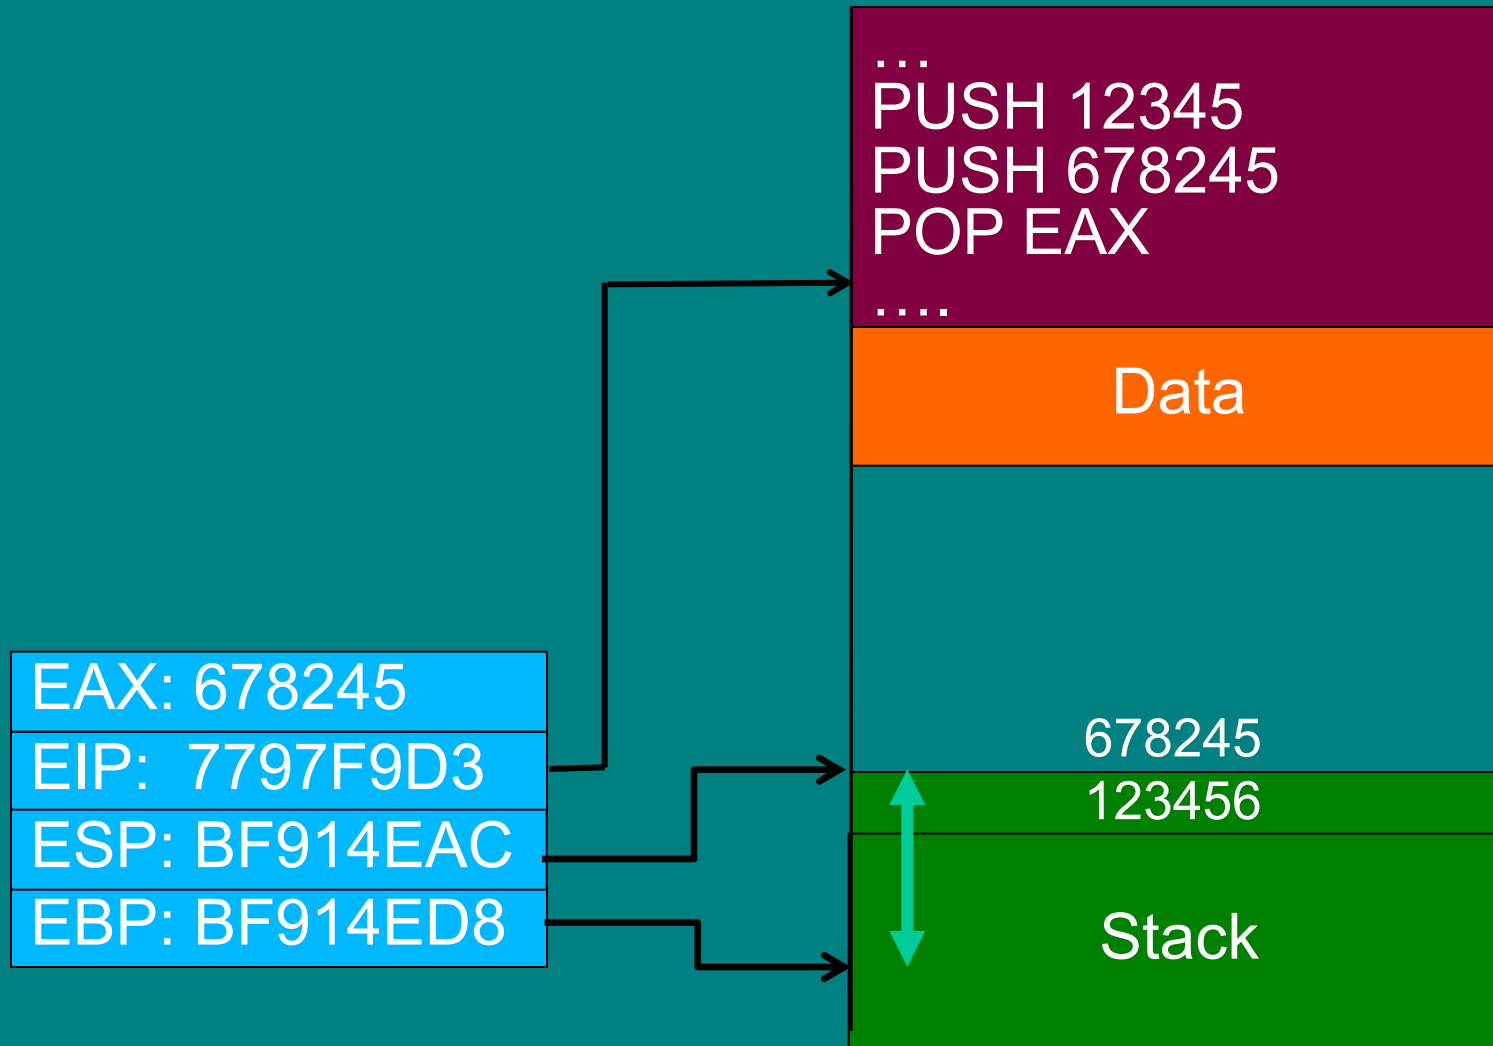 …
PUSH 12345
PUSH 678245
POP EAX
….
Data
EAX: 678245
EIP: 7797F9D3
ESP: BF914EAC
EBP: BF914ED8
678245
123456
Stack